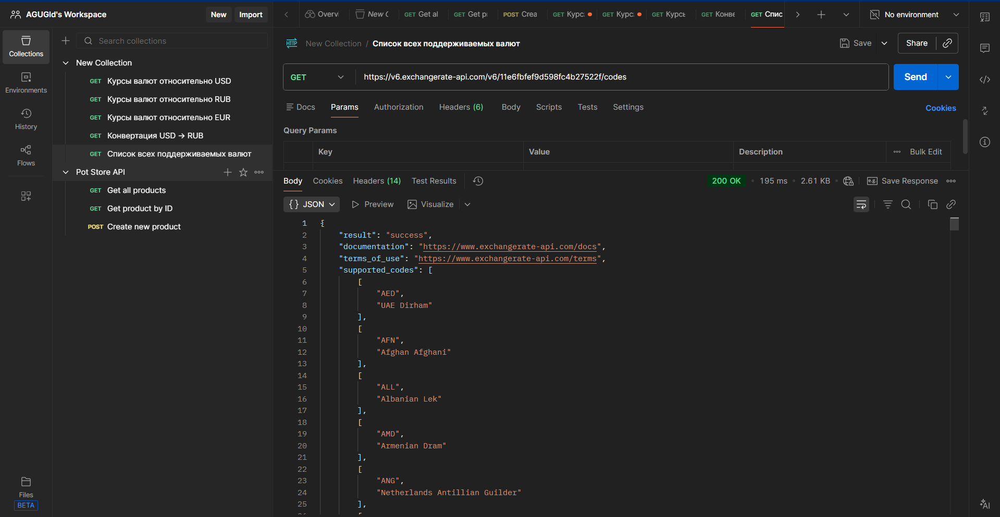 AGUGld's Workspace
New
Import
Overvi
New C
GET Get al
GET Get p
POST Crea
GET Курс
GET Курс
GET Курсы
GET Конве
GET Спис
No environment
Collections
Environments
History
Flows
Files
BETA
Search collections
New Collection
GET Курсы валют относительно USD
GET Курсы валют относительно RUB
GET Курсы валют относительно EUR
GET Конвертация USD → RUB
GET Список всех поддерживаемых валют
Pot Store API
GET Get all products
GET Get product by ID
POST Create new product
HTTP New Collection / Список всех поддерживаемых валют
Save
Share
GET
https://v6.exchangerate-api.com/v6/11e6fbfef9d598fc4b27522f/codes
Send
Docs Params Authorization Headers (6) Body Scripts Tests Settings
Cookies
Query Params
Key Value Description Bulk Edit
Body Cookies Headers (14) Test Results
200 OK • 195 ms • 2.61 KB • e.g. Save Response
{} JSON Preview Visualize
1 {
2 "result": "success",
3 "documentation": "https://www.exchangerate-api.com/docs",
4 "terms_of_use": "https://www.exchangerate-api.com/terms",
5 "supported_codes": [
6 [
7 "AED",
8 "UAE Dirham"
9 ],
10 [
11 "AFN",
12 "Afghan Afghani"
13 ],
14 [
15 "ALL",
16 "Albanian Lek"
17 ],
18 [
19 "AMD",
20 "Armenian Dram"
21 ],
22 [
23 "ANG",
24 "Netherlands Antillian Guilder"
25 ],
AI